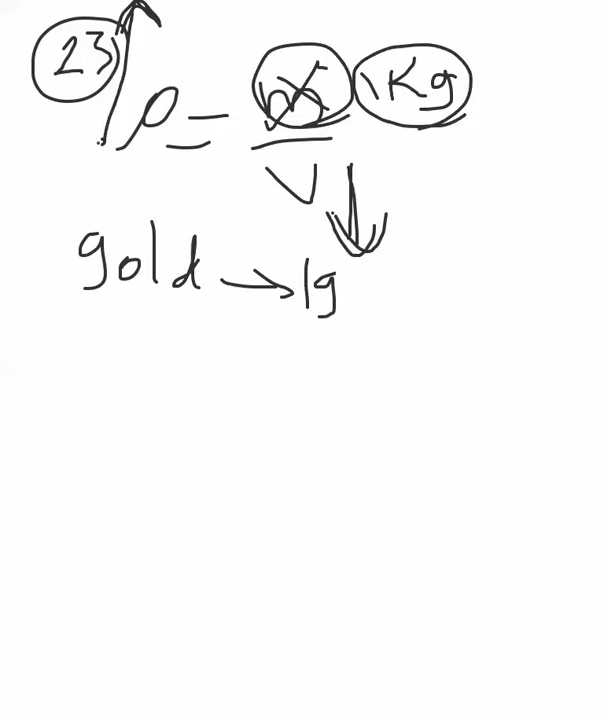 23 ρ = m 1Kg
V
gold → 1g